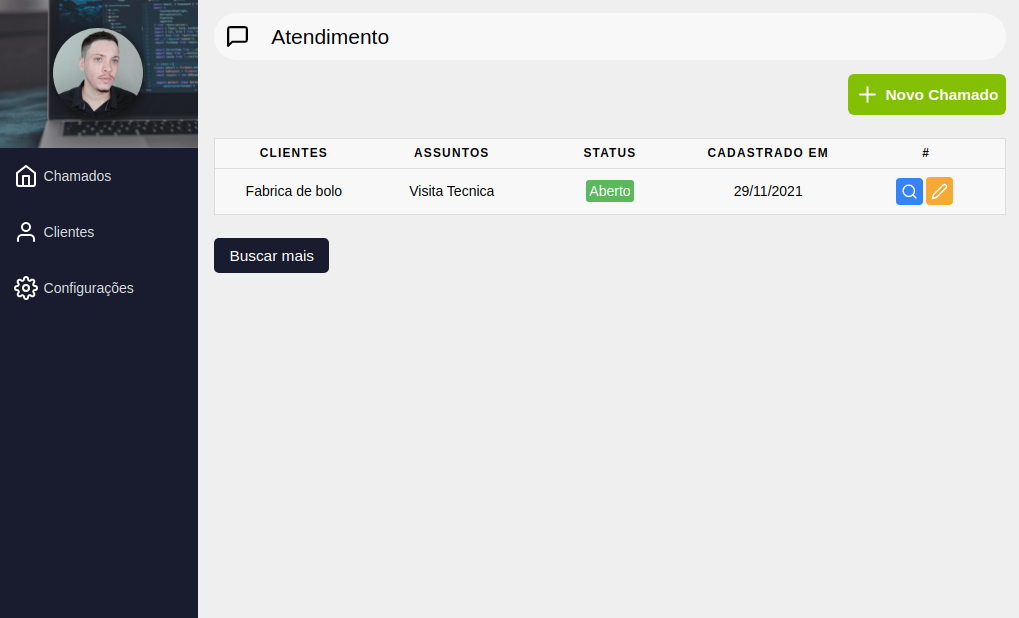 Atendimento
Novo Chamado
Chamados
Clientes
Configurações
CLIENTES ASSUNTOS STATUS CADASTRADO EM #
Fabrica de bolo Visita Tecnica Aberto 29/11/2021
Buscar mais